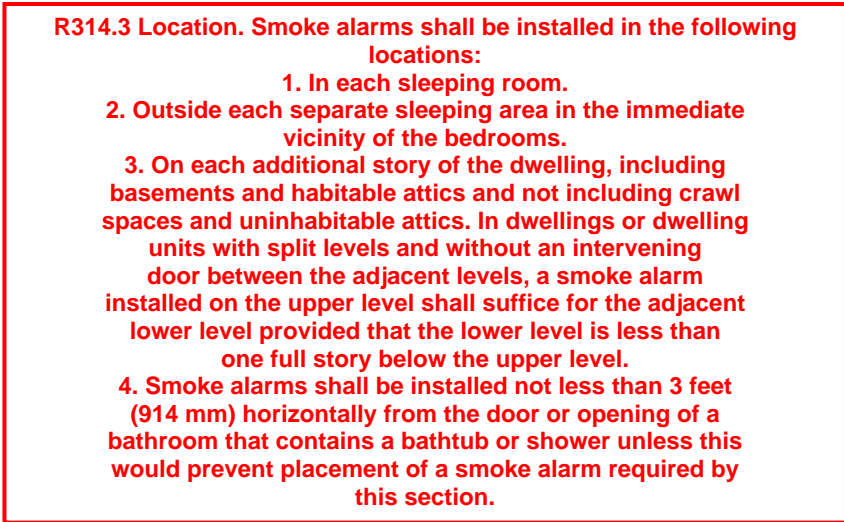 R314.3 Location. Smoke alarms shall be installed in the following
locations:
1. In each sleeping room.
2. Outside each separate sleeping area in the immediate
vicinity of the bedrooms.
3. On each additional story of the dwelling, including
basements and habitable attics and not including crawl
spaces and uninhabitable attics. In dwellings or dwelling
units with split levels and without an intervening
door between the adjacent levels, a smoke alarm
installed on the upper level shall suffice for the adjacent
lower level provided that the lower level is less than
one full story below the upper level.
4. Smoke alarms shall be installed not less than 3 feet
(914 mm) horizontally from the door or opening of a
bathroom that contains a bathtub or shower unless this
would prevent placement of a smoke alarm required by
this section.